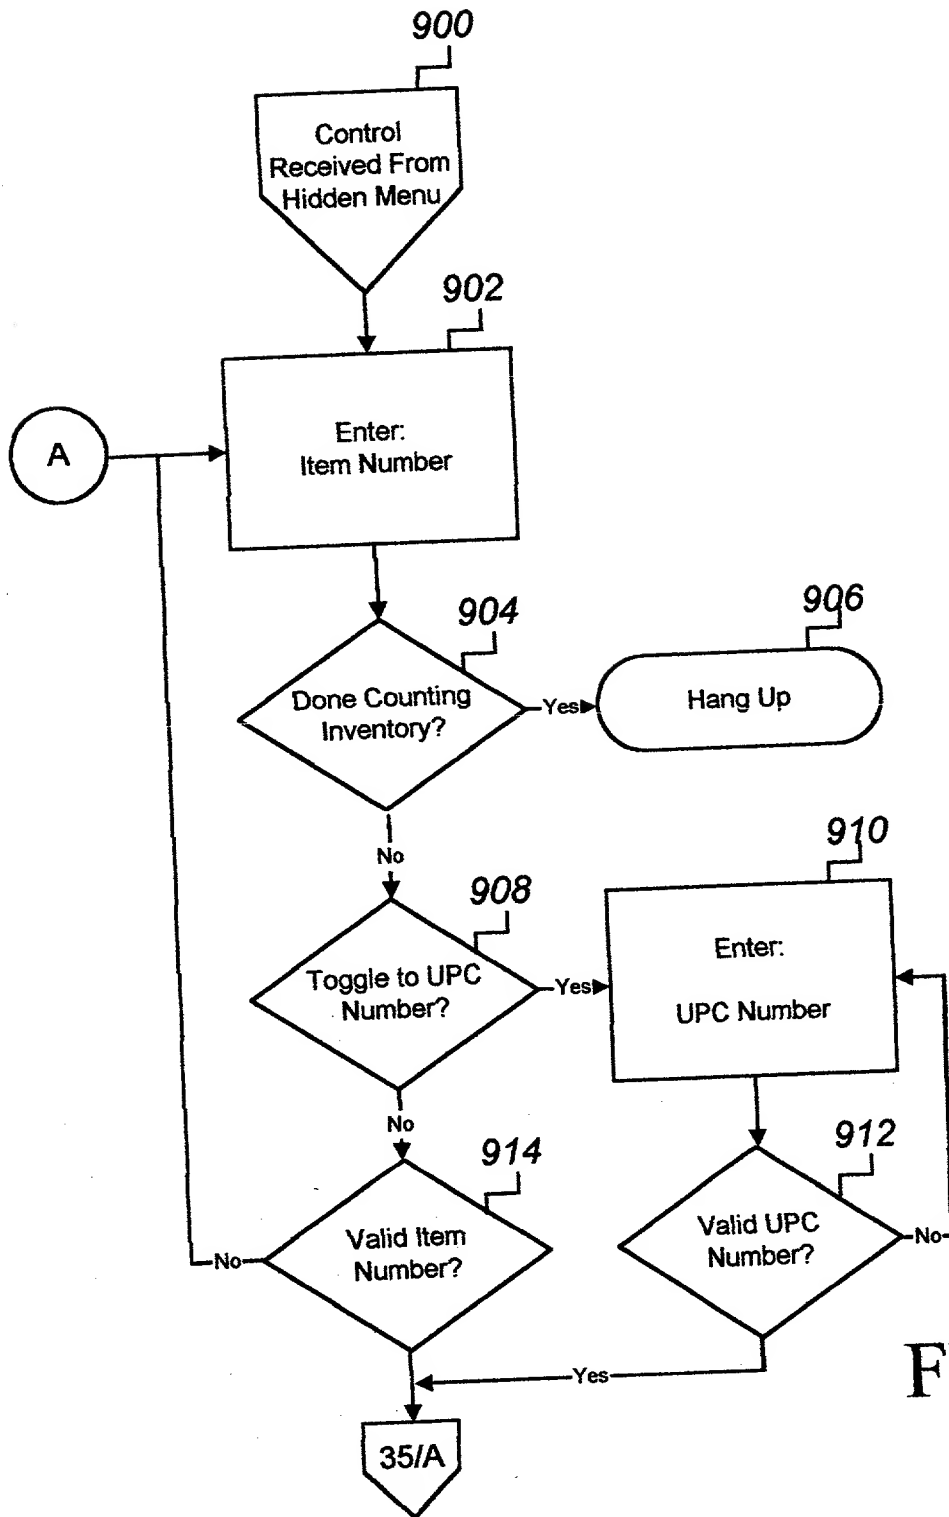 900
Control
Received From
Hidden Menu
902
Enter:
Item Number
A
904
Done Counting
Inventory?
Yes
906
Hang Up
No
908
Toggle to UPC
Number?
Yes
910
Enter:
UPC Number
No
914
Valid Item
Number?
No
912
Valid UPC
Number?
No
Yes
35/A
F